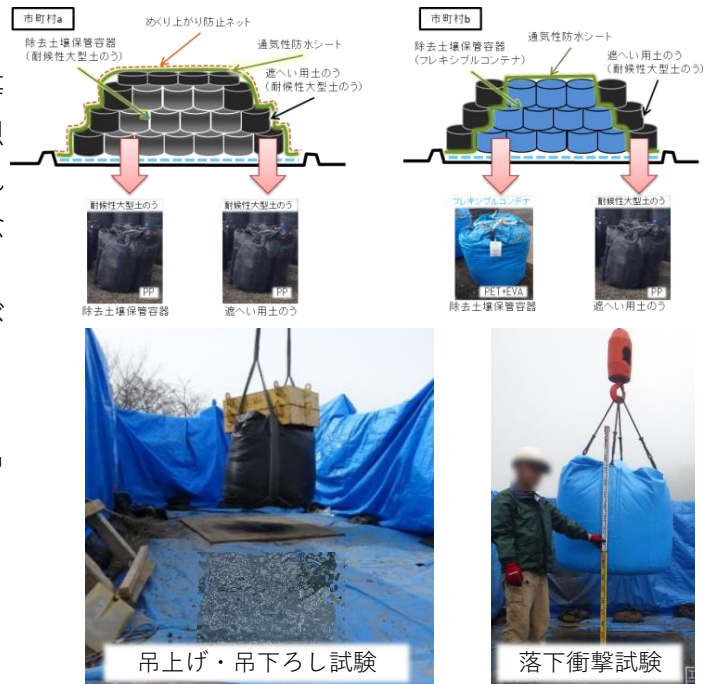 市町村a
めくり上がり防止ネット
除去土壌保管容器
(耐候性大型土のう)
通気性防水シート
遮へい用土のう
(耐候性大型土のう)
耐候性大型土のう
PP
除去土壌保管容器
耐候性大型土のう
PP
遮へい用土のう
市町村b
通気性防水シート
除去土壌保管容器
(フレキシブルコンテナ)
遮へい用土のう
(耐候性大型土のう)
フレキシブルコンテナ
PET+EVA
除去土壌保管容器
耐候性大型土のう
PP
遮へい用土のう
吊上げ・吊下ろし試験
落下衝撃試験